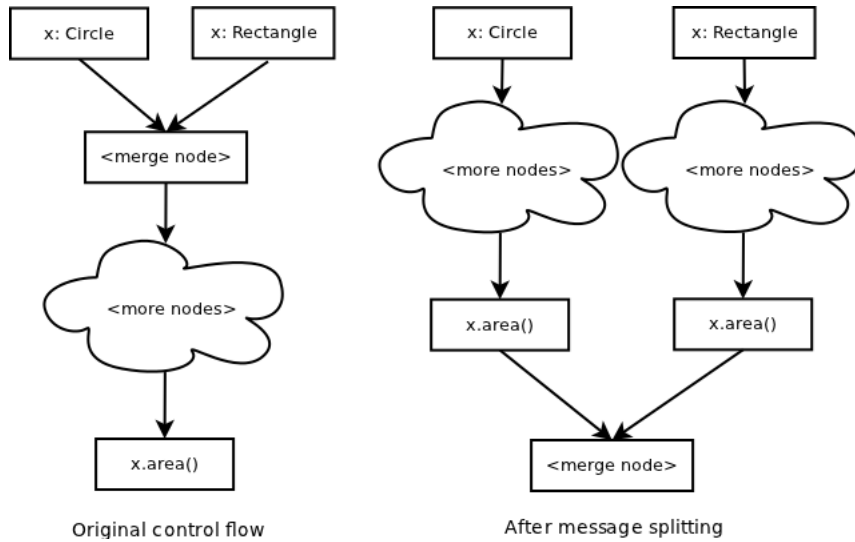 x: Circle
x: Rectangle
<merge node>
<more nodes>
x.area()
Original control flow
x: Circle
x: Rectangle
<more nodes>
<more nodes>
x.area()
x.area()
<merge node>
After message splitting